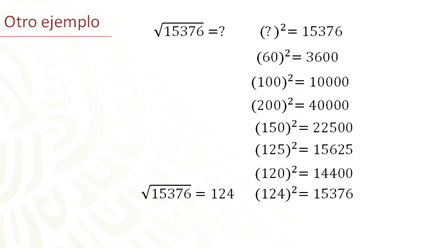 Otro ejemplo
√15376 =? (?)² = 15376
(60)² = 3600
(100)² = 10000
(200)² = 40000
(150)² = 22500
(125)² = 15625
(120)² = 14400
√15376 = 124 (124)² = 15376